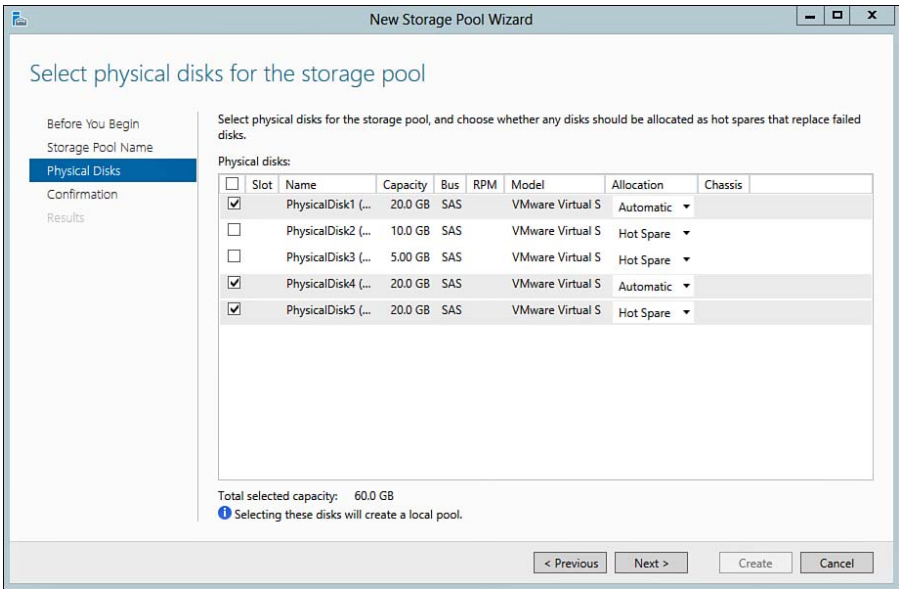 New Storage Pool Wizard
Select physical disks for the storage pool
Before You Begin
Storage Pool Name
Physical Disks
Confirmation
Results
Select physical disks for the storage pool, and choose whether any disks should be allocated as hot spares that replace failed
disks.
Physical disks:
Slot Name Capacity Bus RPM Model Allocation Chassis
PhysicalDisk1 (... 20.0 GB SAS VMware Virtual S Automatic
PhysicalDisk2 (... 10.0 GB SAS VMware Virtual S Hot Spare
PhysicalDisk3 (... 5.00 GB SAS VMware Virtual S Hot Spare
PhysicalDisk4 (... 20.0 GB SAS VMware Virtual S Automatic
PhysicalDisk5 (... 20.0 GB SAS VMware Virtual S Hot Spare
Total selected capacity: 60.0 GB
Selecting these disks will create a local pool.
< Previous Next > Create Cancel